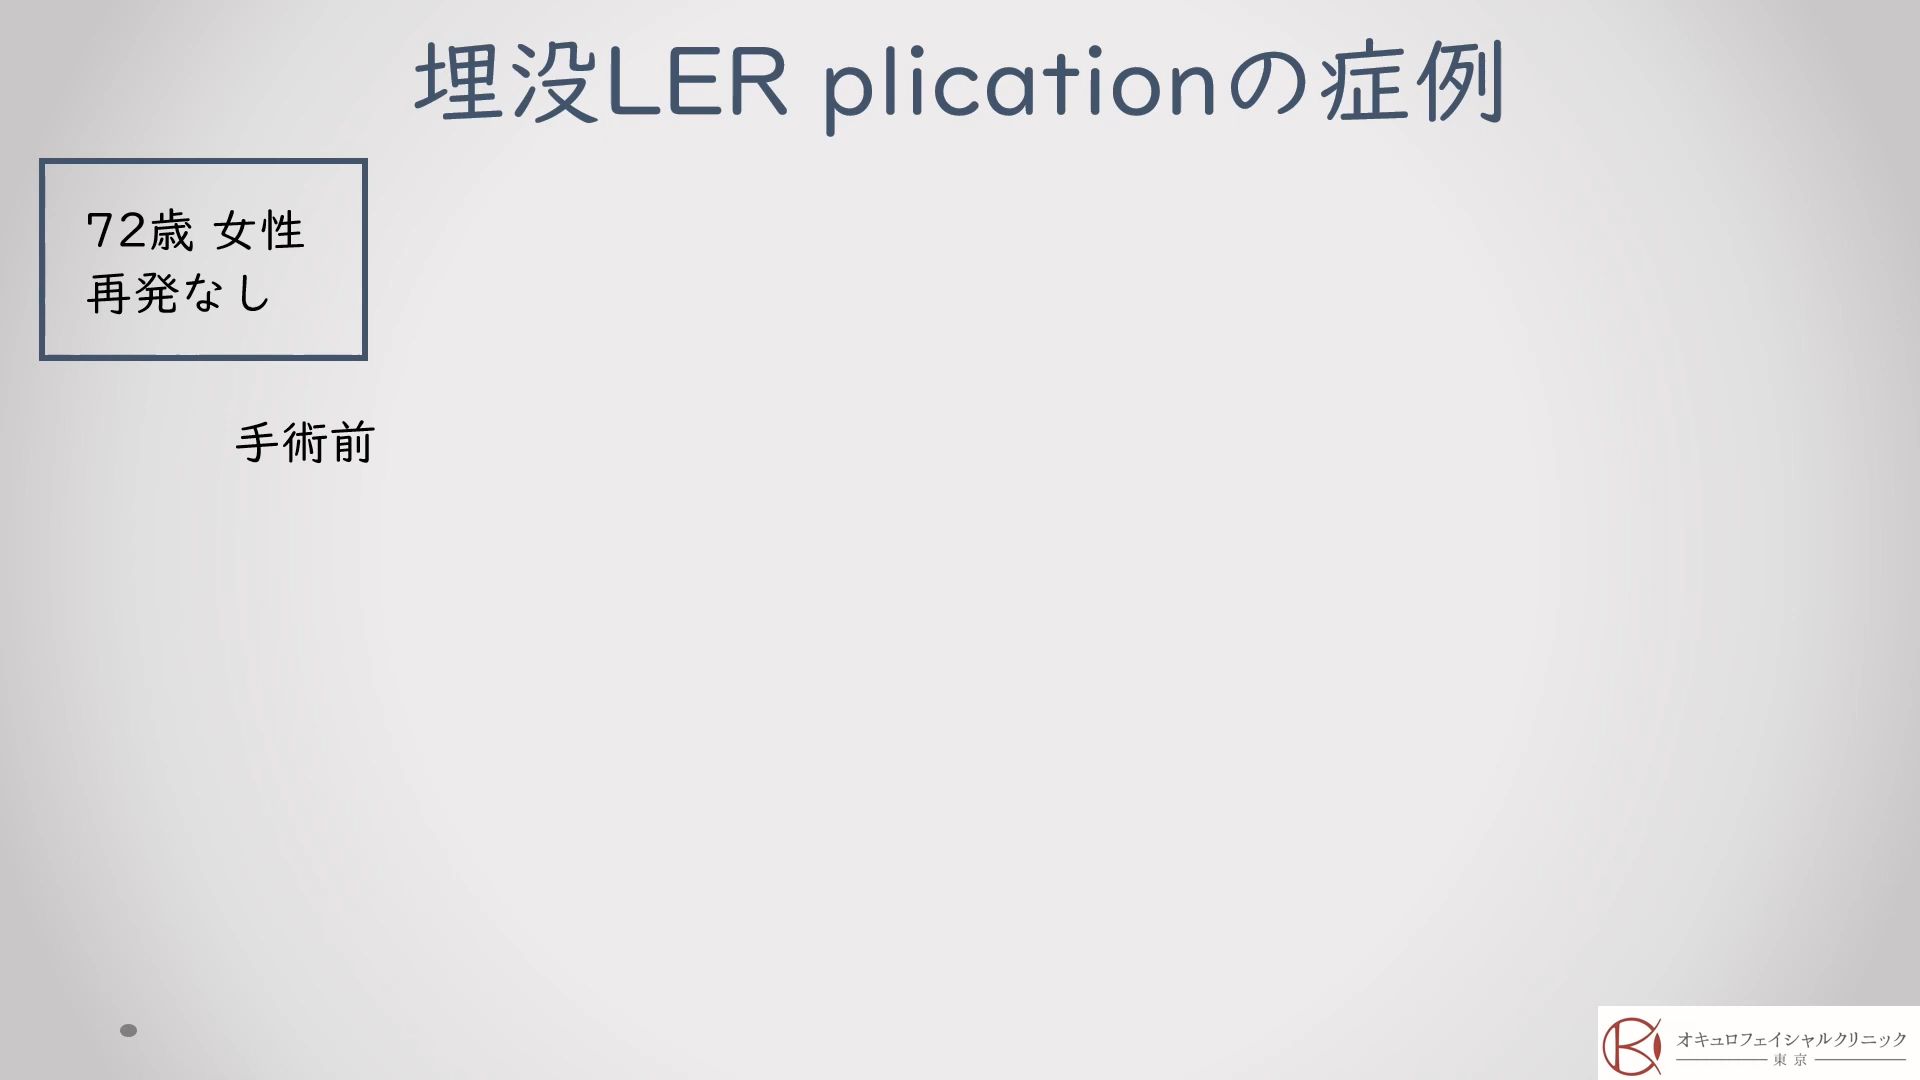 埋没LER plicationの症例
72歳 女性
再発なし
手術前
オキュロフェイシャルクリニック
東京